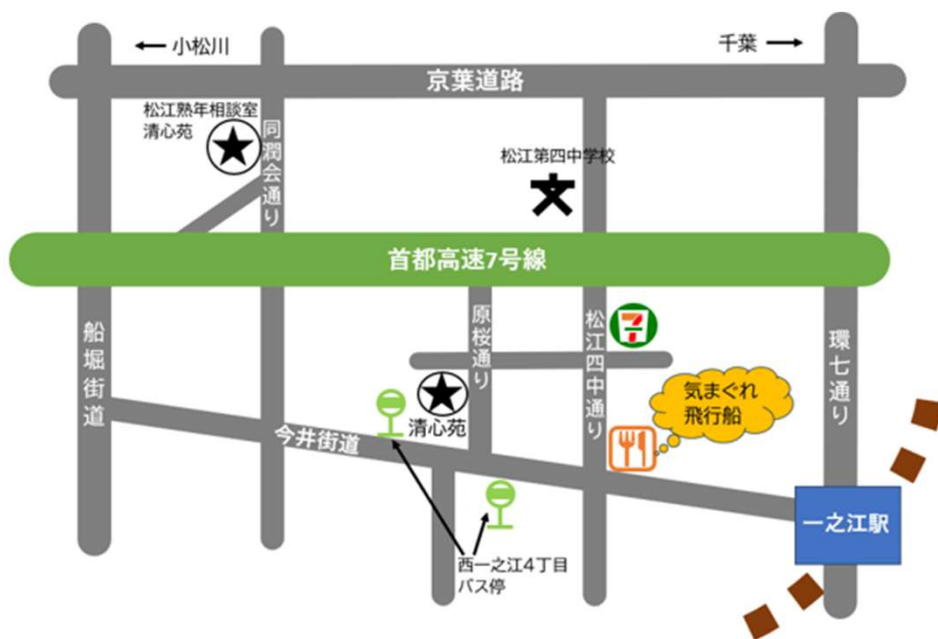 ← 小松川
千葉 →
京葉道路
松江熟年相談室
清心苑
同潤会通り
松江第四中学校
首都高速7号線
船堀街道
原桜通り
松江四中通り
環七通り
7
気まぐれ
飛行船
清心苑
今井街道
一之江駅
西一之江4丁目
バス停